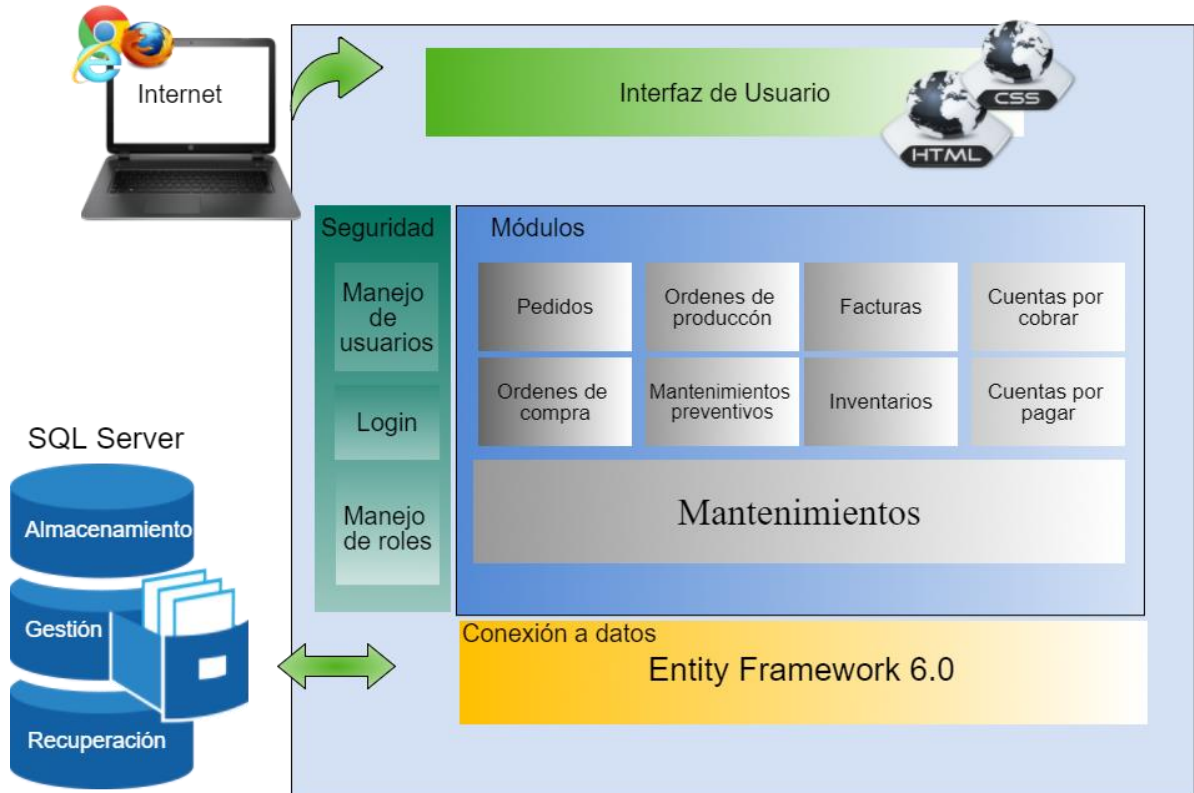 Internet
Interfaz de Usuario
CSS
HTML
Seguridad
Manejo
de
usuarios
Login
Manejo
de roles
Módulos
Pedidos
Ordenes de
produccón
Facturas
Cuentas por
cobrar
Ordenes de
compra
Mantenimientos
preventivos
Inventarios
Cuentas por
pagar
Mantenimientos
SQL Server
Almacenamiento
Gestión
Recuperación
Conexión a datos
Entity Framework 6.0